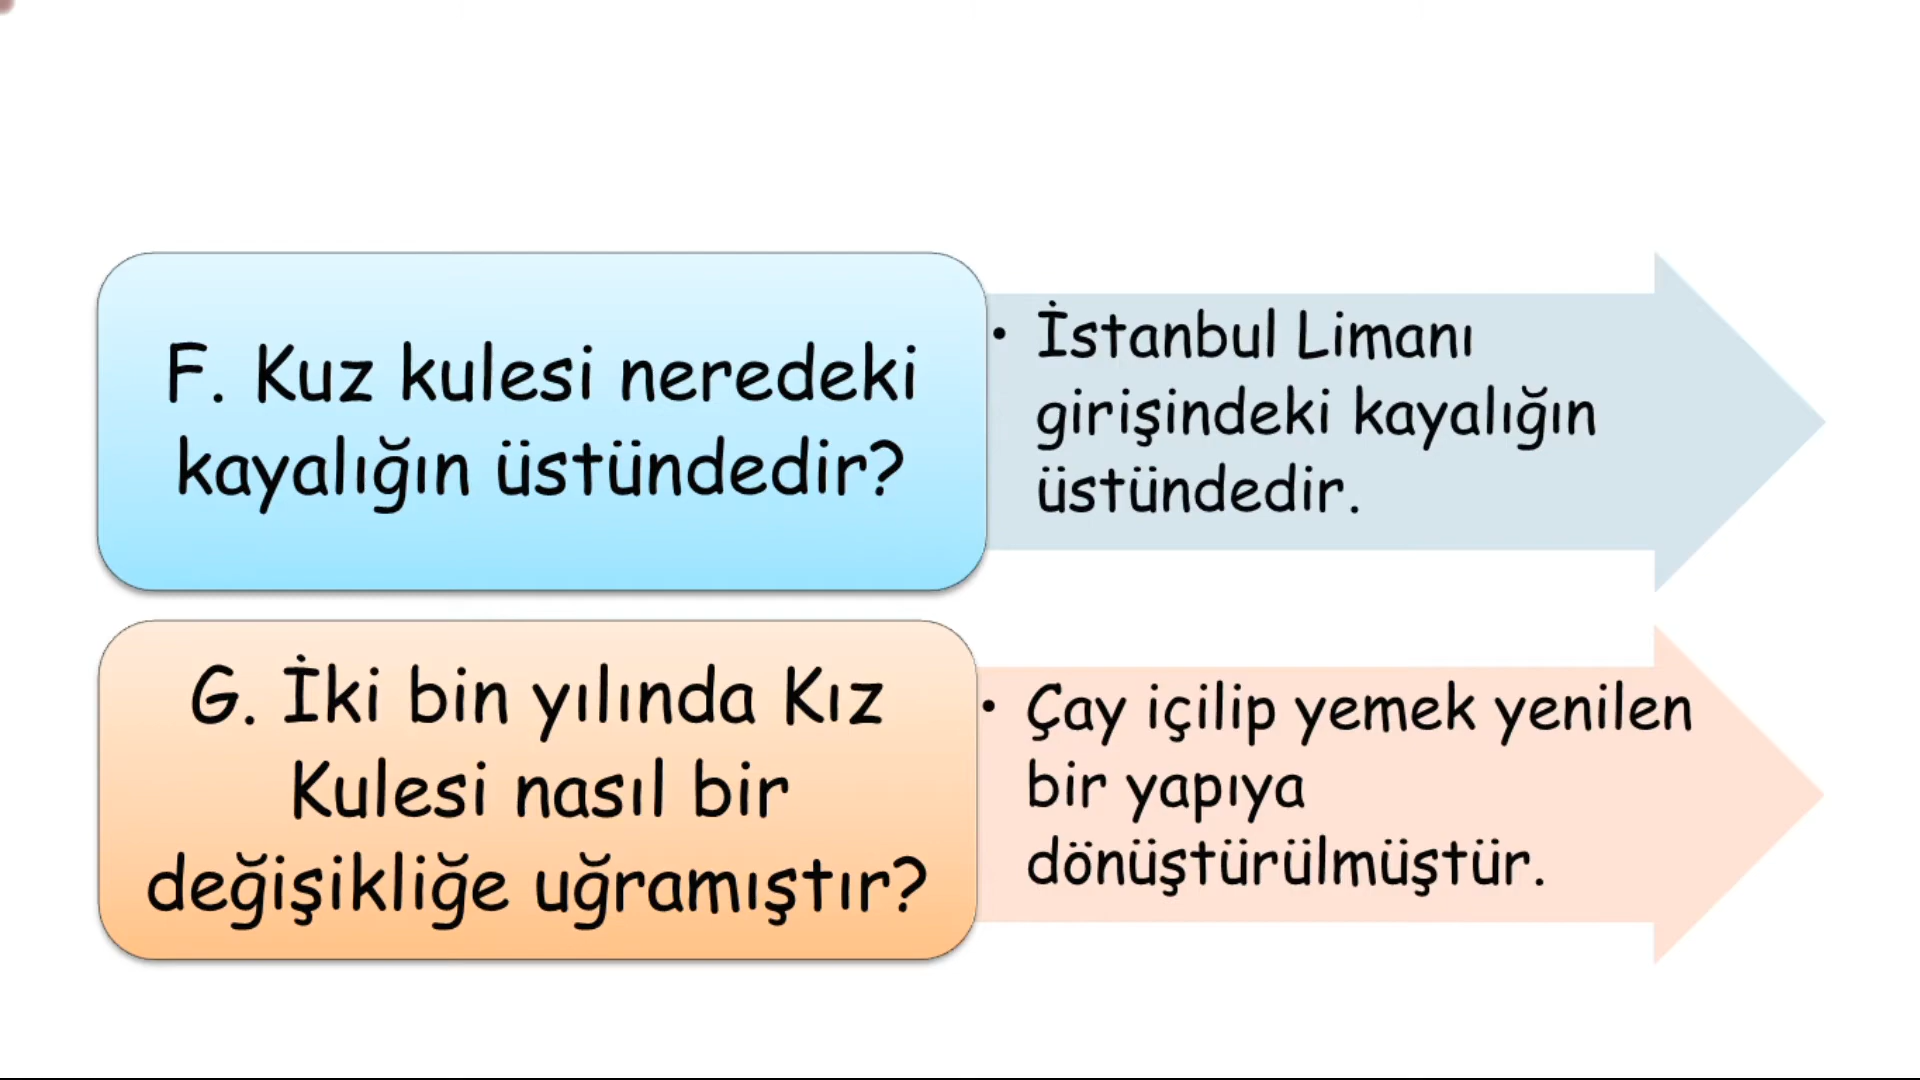 F. Kuz kulesi neredeki
kayalığın üstündedir?
• İstanbul Limanı
girişindeki kayalığın
üstündedir.
G. İki bin yılında Kız
Kulesi nasıl bir
değişikliğe uğramıştır?
• Çay içilip yemek yenilen
bir yapıya
dönüştürülmüştür.